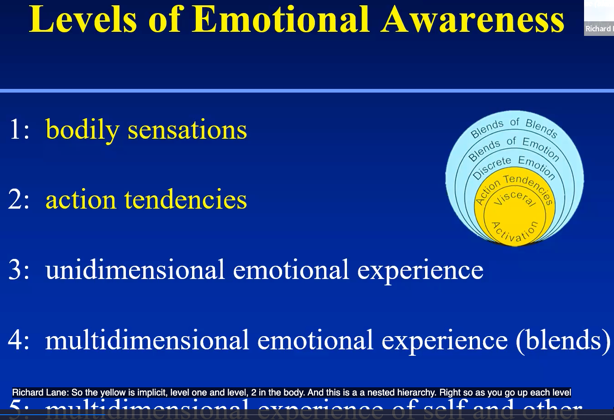 Levels of Emotional Awareness
Richard
1: bodily sensations
2: action tendencies
3: unidimensional emotional experience
4: multidimensional emotional experience (blends)
5: multidimensional experience of self and other
Blends of Blends
Blends of Emotion
Discrete Emotion
Action Tendencies
Visceral
Activation
Richard Lane: So the yellow is implicit, level one and level, 2 in the body. And this is a a nested hierarchy. Right so as you go up each level